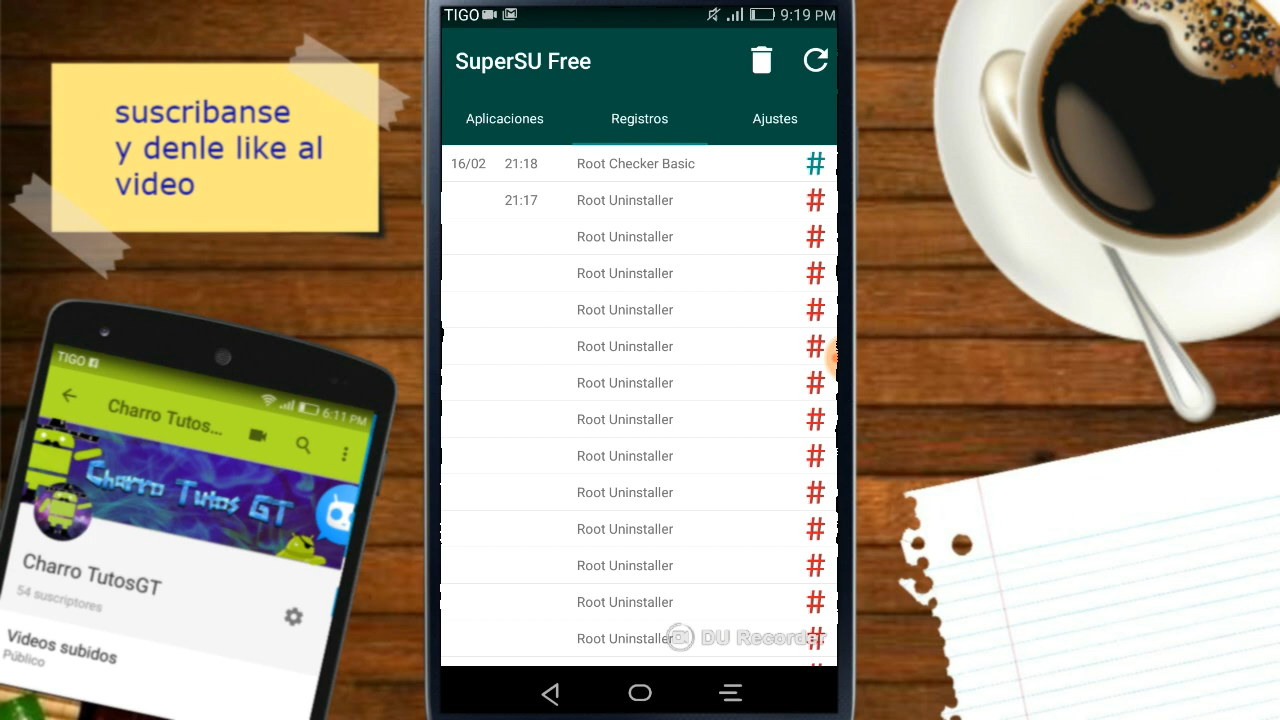 suscribanse
y denle like al
video
TIGO
6:11 PM
Charro Tutos...
Charro Tutos GT
Charro TutosGT
54 suscriptores
Videos subidos
Público
TIGO
9:19 PM
SuperSU Free
Aplicaciones
Registros
Ajustes
16/02 21:18 Root Checker Basic #
21:17 Root Uninstaller #
Root Uninstaller #
Root Uninstaller #
Root Uninstaller #
Root Uninstaller #
Root Uninstaller #
Root Uninstaller #
Root Uninstaller #
Root Uninstaller #
Root Uninstaller #
Root Uninstaller #
Root Uninstaller #
Root Uninstaller #
DU Recorder